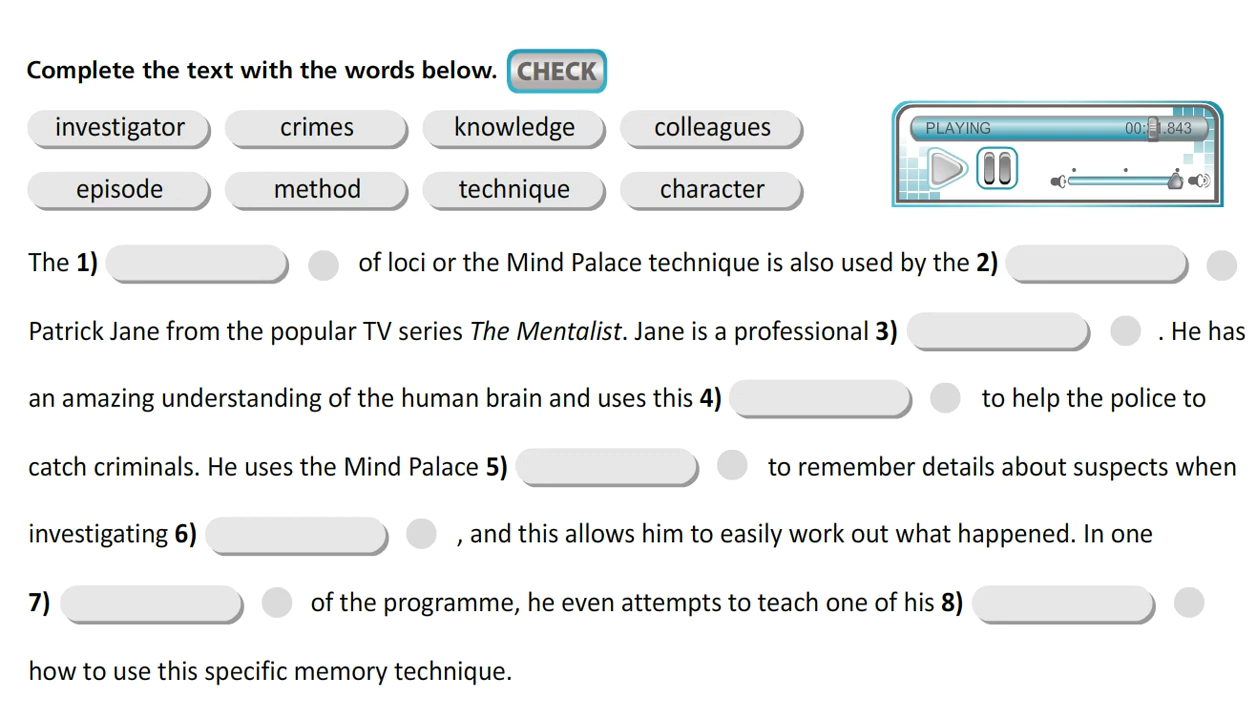 Complete the text with the words below. CHECK
investigator crimes knowledge colleagues
PLAYING
episode method technique character
The 1) of loci or the Mind Palace technique is also used by the 2)
Patrick Jane from the popular TV series The Mentalist. Jane is a professional 3) . He has
an amazing understanding of the human brain and uses this 4) to help the police to
catch criminals. He uses the Mind Palace 5) to remember details about suspects when
investigating 6) , and this allows him to easily work out what happened. In one
7) of the programme, he even attempts to teach one of his 8)
how to use this specific memory technique.